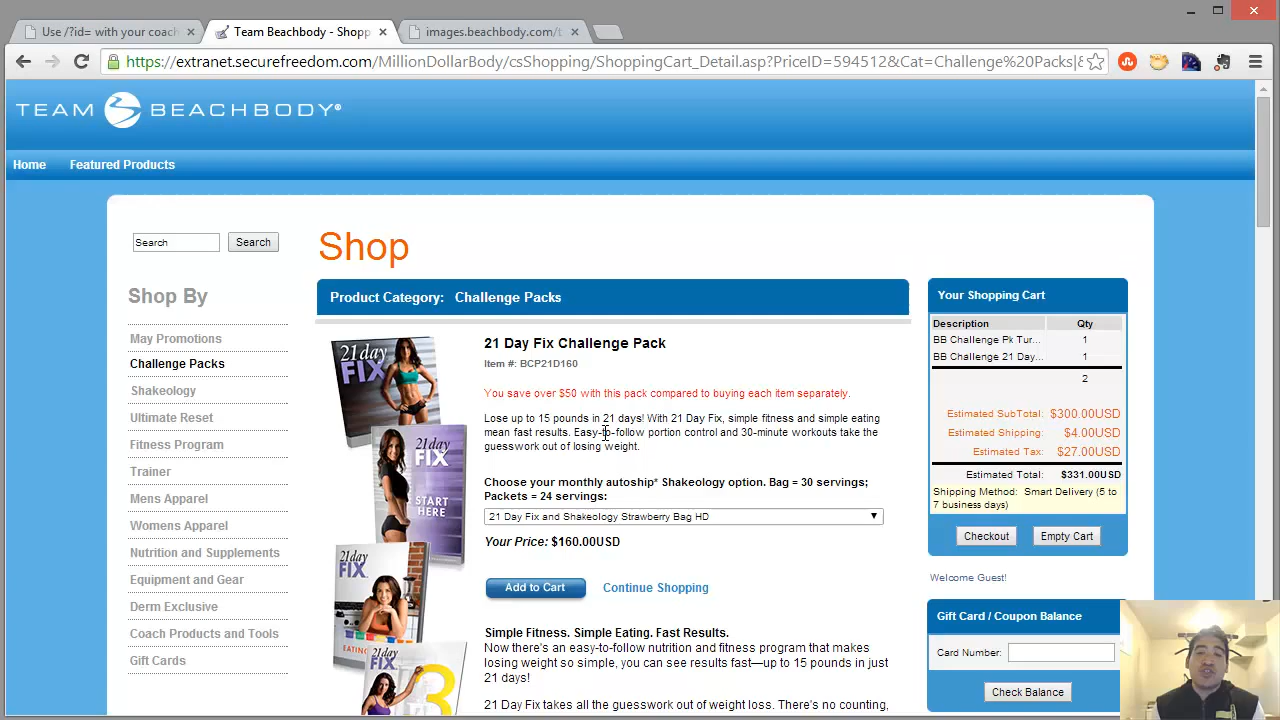 Use /?id= with your coach
Team Beachbody - Shopp
images.beachbody.com/t
https://extranet.securefreedom.com/MillionDollarBody/csShopping/ShoppingCart_Detail.asp?PriceID=594512&Cat=Challenge%20Packs|&
TEAM BEACHBODY®
Home Featured Products
Search Search
Shop By
May Promotions
Challenge Packs
Shakeology
Ultimate Reset
Fitness Program
Trainer
Mens Apparel
Womens Apparel
Nutrition and Supplements
Equipment and Gear
Derm Exclusive
Coach Products and Tools
Gift Cards
Shop
Product Category: Challenge Packs
21 day
FIX
21 day
FIX
START
HERE
21 day
FIX
EATING
21 day
FIX
3
21 Day Fix Challenge Pack
Item #: BCP21D160
You save over $50 with this pack compared to buying each item separately.
Lose up to 15 pounds in 21 days! With 21 Day Fix, simple fitness and simple eating
mean fast results. Easy-to-follow portion control and 30-minute workouts take the
guesswork out of losing weight.
Choose your monthly autoship* Shakeology option. Bag = 30 servings;
Packets = 24 servings:
21 Day Fix and Shakeology Strawberry Bag HD
Your Price: $160.00USD
Add to Cart Continue Shopping
Simple Fitness. Simple Eating. Fast Results.
Now there's an easy-to-follow nutrition and fitness program that makes
losing weight so simple, you can see results fast—up to 15 pounds in just
21 days!
21 Day Fix takes all the guesswork out of weight loss. There's no counting,
Your Shopping Cart
Description Qty
BB Challenge Pk Tur... 1
BB Challenge 21 Day... 1
2
Estimated SubTotal: $300.00USD
Estimated Shipping: $4.00USD
Estimated Tax: $27.00USD
Estimated Total: $331.00USD
Shipping Method: Smart Delivery (5 to
7 business days)
Checkout Empty Cart
Welcome Guest!
Gift Card / Coupon Balance
Card Number:
Check Balance